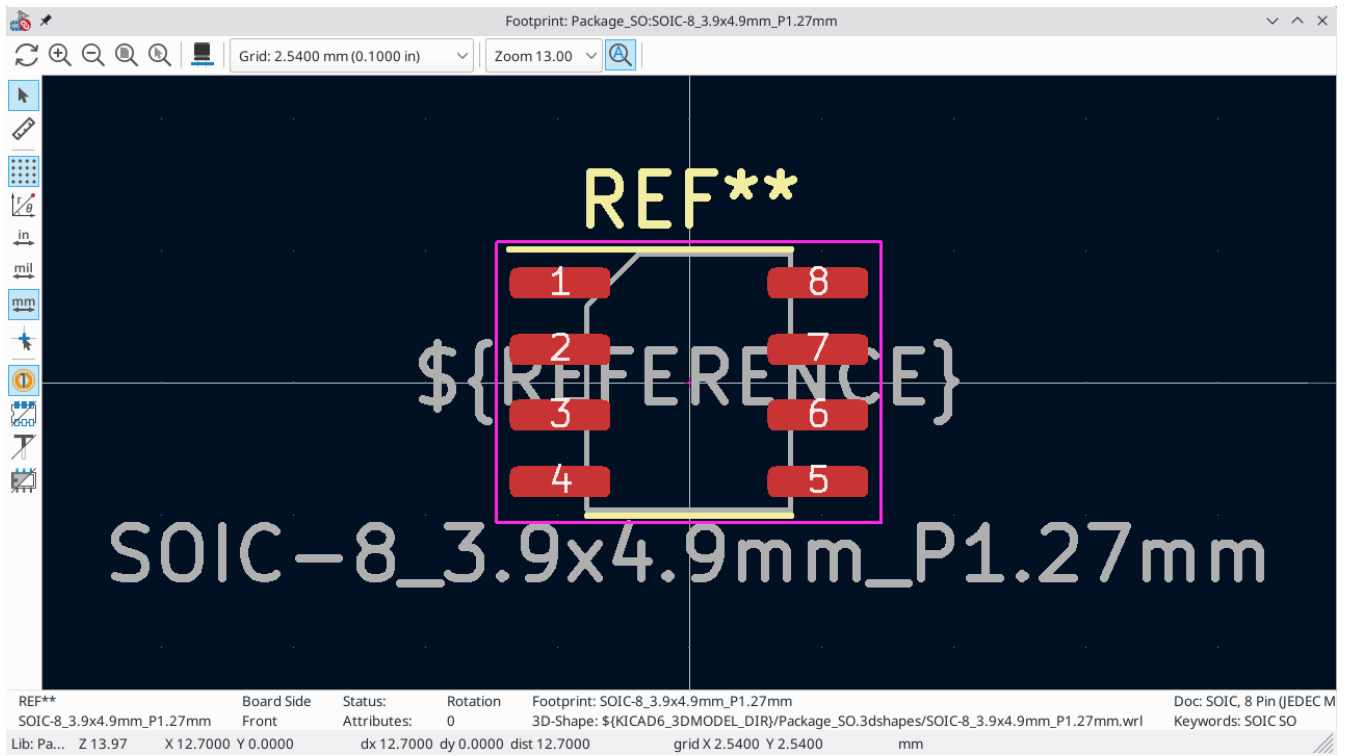 Footprint: Package_SO:SOIC-8_3.9x4.9mm_P1.27mm
Grid: 2.5400 mm (0.1000 in)
Zoom 13.00
in
mil
mm
REF**
1
8
2
7
${REFERENCE}
3
6
4
5
SOIC-8_3.9x4.9mm_P1.27mm
REF** Board Side Status: Rotation Footprint: SOIC-8_3.9x4.9mm_P1.27mm Doc: SOIC, 8 Pin (JEDEC M
SOIC-8_3.9x4.9mm_P1.27mm Front Attributes: 0 3D-Shape: ${KICAD6_3DMODEL_DIR}/Package_SO.3dshapes/SOIC-8_3.9x4.9mm_P1.27mm.wrl Keywords: SOIC SO
Lib: Pa... Z 13.97 X 12.7000 Y 0.0000 dx 12.7000 dy 0.0000 dist 12.7000 grid X 2.5400 Y 2.5400 mm